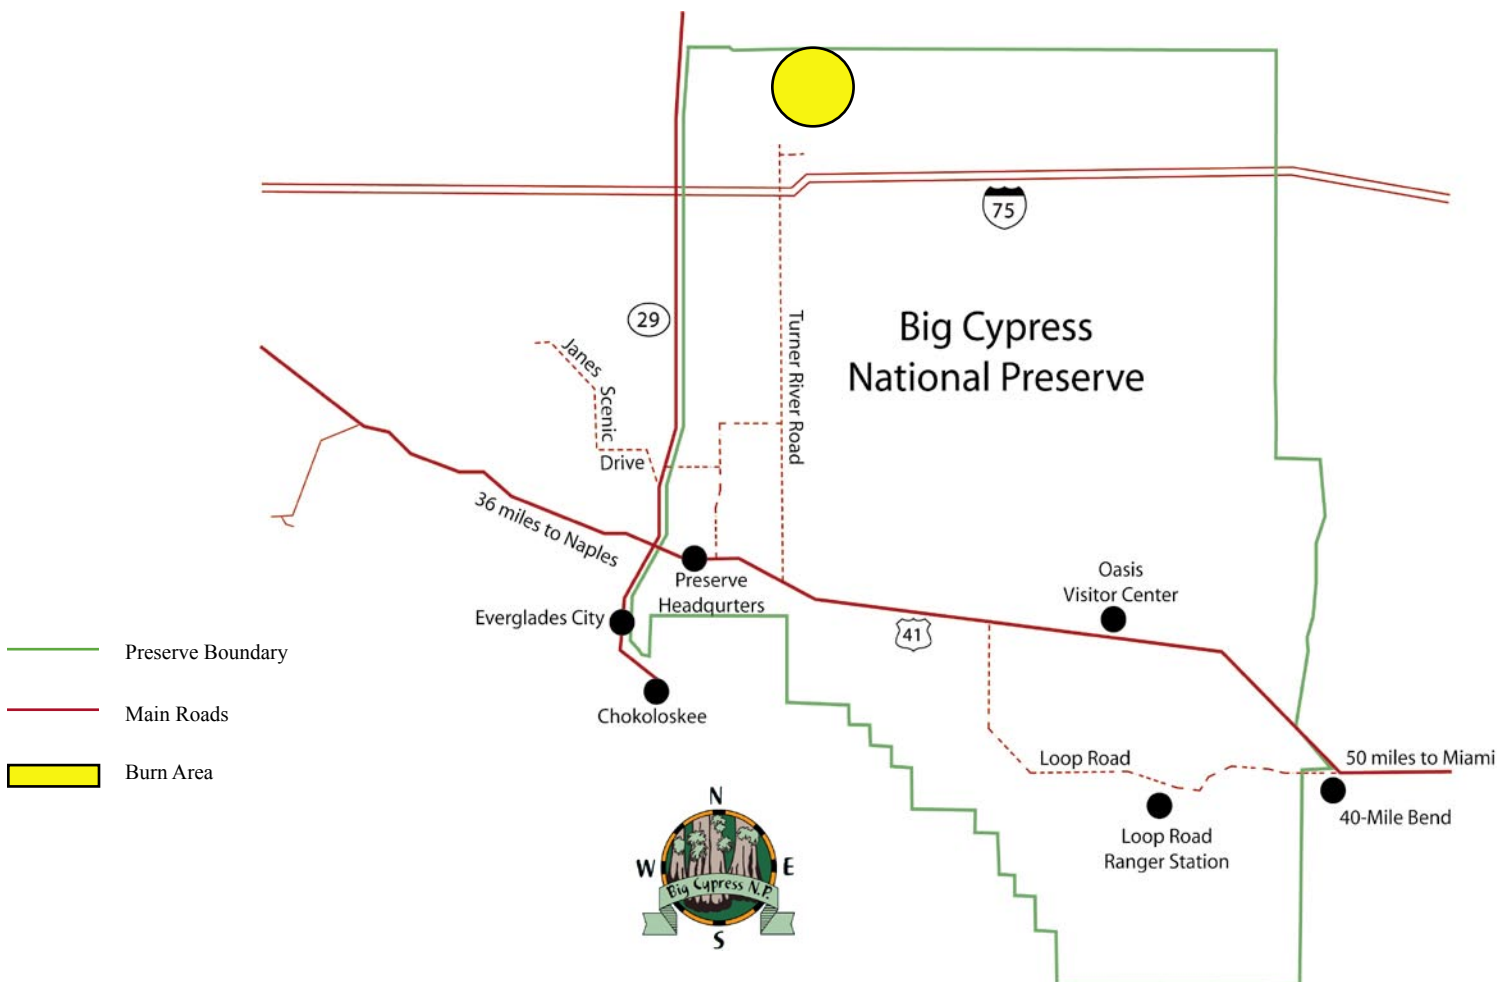 75
29
Big Cypress
National Preserve
Turner River Road
Janes
Scenic
Drive
36 miles to Naples
Preserve
Headqurters
Oasis
Visitor Center
Everglades City
41
Preserve Boundary
Main Roads
Burn Area
Chokoloskee
Loop Road
50 miles to Miami
40-Mile Bend
Loop Road
Ranger Station
N
W
E
Big Cypress N.P.
S